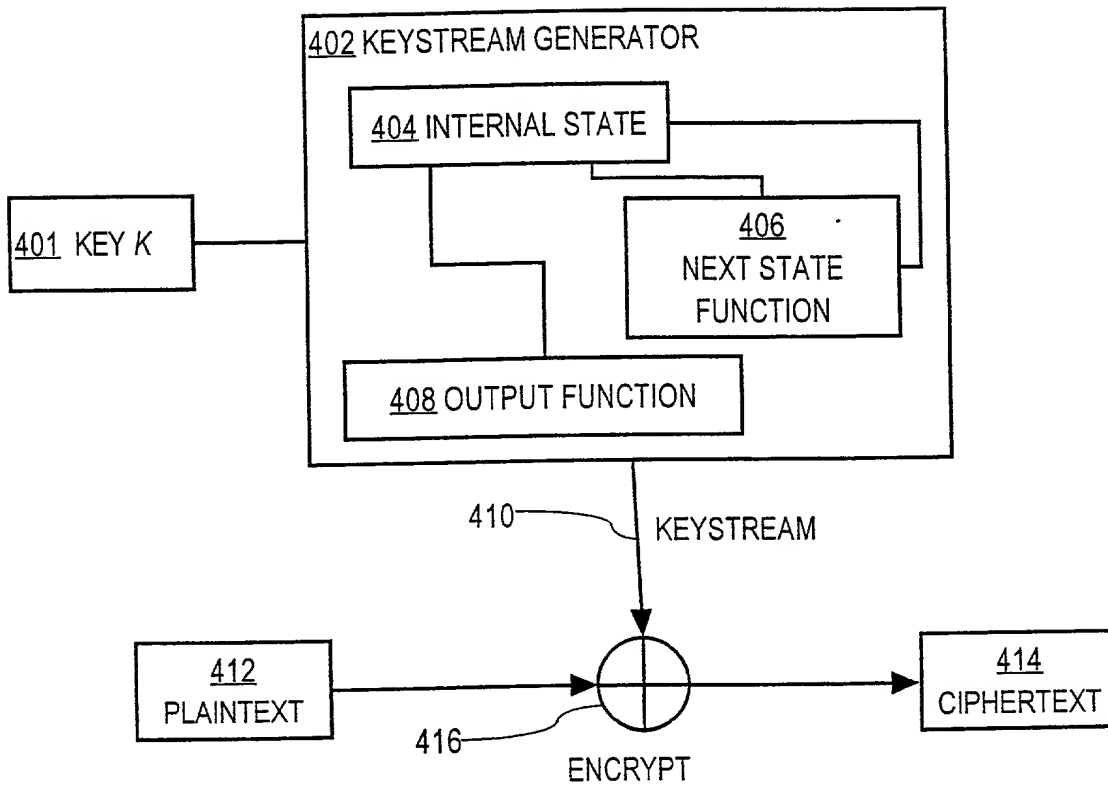 402 KEYSTREAM GENERATOR
404 INTERNAL STATE
406
NEXT STATE
FUNCTION
401 KEY K
408 OUTPUT FUNCTION
410
KEYSTREAM
412
PLAINTEXT
416
ENCRYPT
414
CIPHERTEXT